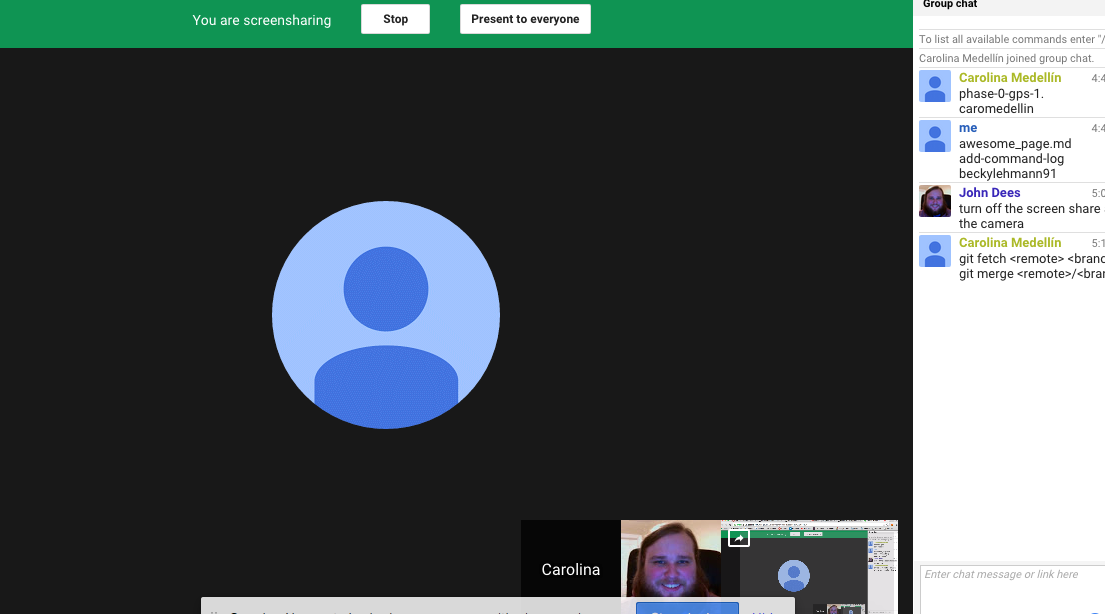 You are screensharing
Stop
Present to everyone
Group chat
To list all available commands enter "/
Carolina Medellín joined group chat.
Carolina Medellín 4:4
phase-0-gps-1.
caromedellin
me 4:4
awesome_page.md
add-command-log
beckylehmann91
John Dees 5:0
turn off the screen share
the camera
Carolina Medellín 5:1
git fetch <remote> <branc
git merge <remote>/<bran
Carolina
Enter chat message or link here